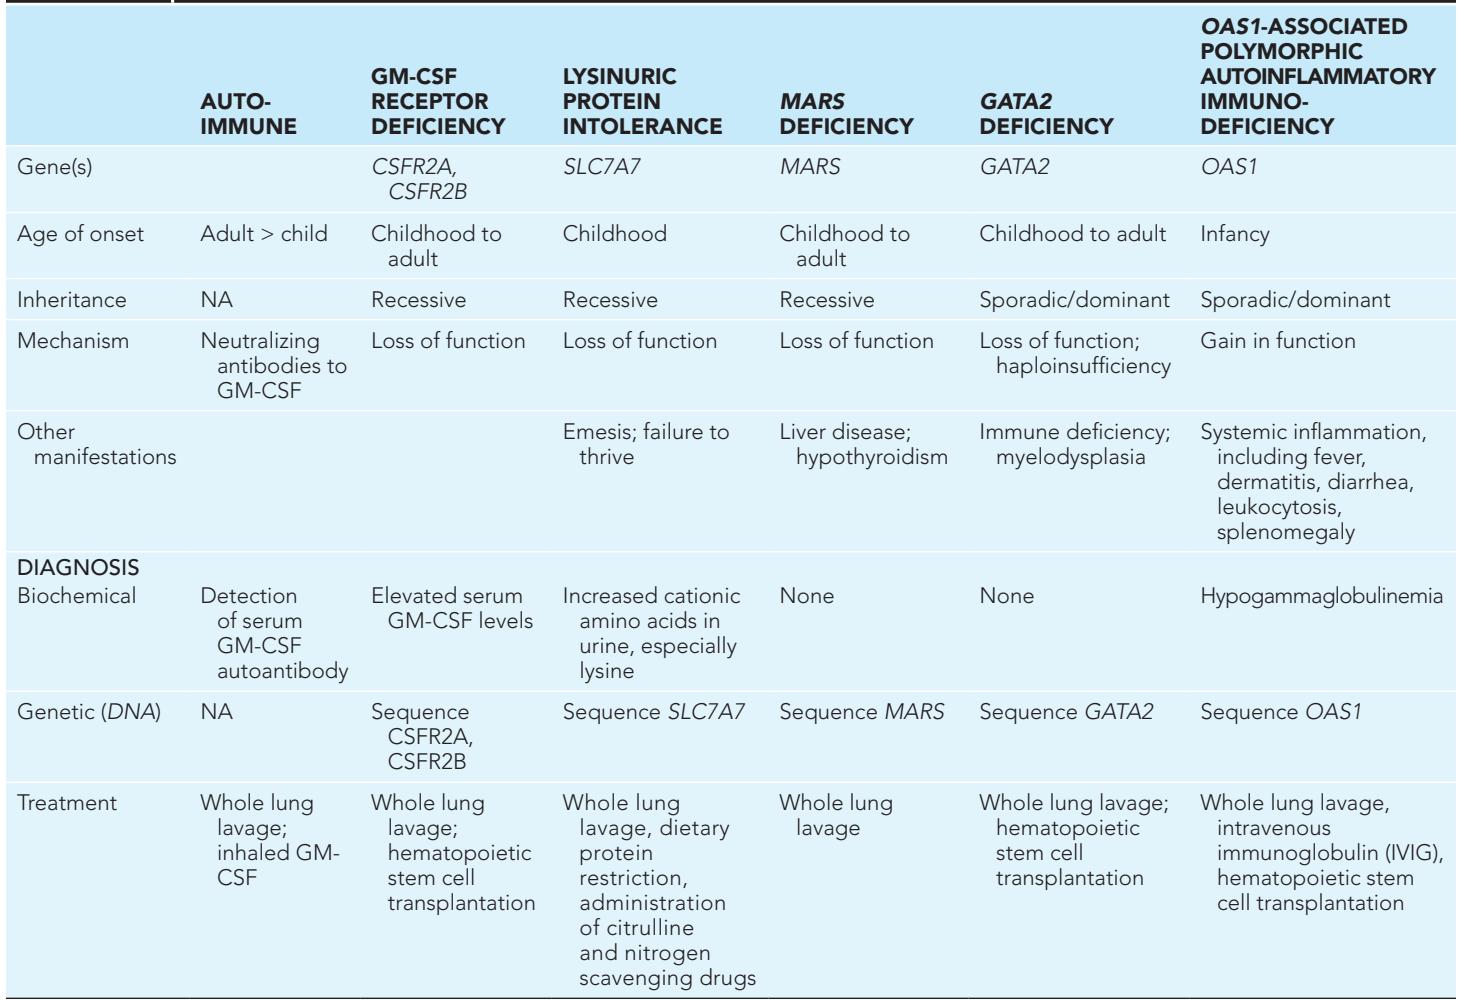 AUTO-
IMMUNE
GM-CSF
RECEPTOR
DEFICIENCY
LYSINURIC
PROTEIN
INTOLERANCE
MARS
DEFICIENCY
GATA2
DEFICIENCY
OAS1-ASSOCIATED
POLYMORPHIC
AUTOINFLAMMATORY
IMMUNO-
DEFICIENCY
Gene(s)
CSFR2A,
CSFR2B
SLC7A7
MARS
GATA2
OAS1
Age of onset
Adult > child
Childhood to
adult
Childhood
Childhood to
adult
Childhood to adult
Infancy
Inheritance
NA
Recessive
Recessive
Recessive
Sporadic/dominant
Sporadic/dominant
Mechanism
Neutralizing
antibodies to
GM-CSF
Loss of function
Loss of function
Loss of function
Loss of function;
haploinsufficiency
Gain in function
Other
manifestations
Emesis; failure to
thrive
Liver disease;
hypothyroidism
Immune deficiency;
myelodysplasia
Systemic inflammation,
including fever,
dermatitis, diarrhea,
leukocytosis,
splenomegaly
DIAGNOSIS
Biochemical
Detection
of serum
GM-CSF
autoantibody
Elevated serum
GM-CSF levels
Increased cationic
amino acids in
urine, especially
lysine
None
None
Hypogammaglobulinemia
Genetic (DNA)
NA
Sequence
CSFR2A,
CSFR2B
Sequence SLC7A7
Sequence MARS
Sequence GATA2
Sequence OAS1
Treatment
Whole lung
lavage;
inhaled GM-
CSF
Whole lung
lavage;
hematopoietic
stem cell
transplantation
Whole lung
lavage, dietary
protein
restriction,
administration
of citrulline
and nitrogen
scavenging drugs
Whole lung
lavage
Whole lung lavage;
hematopoietic
stem cell
transplantation
Whole lung lavage,
intravenous
immunoglobulin (IVIG),
hematopoietic stem
cell transplantation